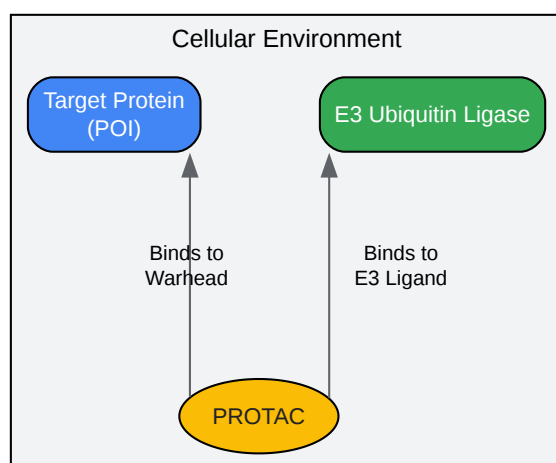 Cellular Environment
Target Protein
(POI)
E3 Ubiquitin Ligase
Binds to
Warhead
Binds to
E3 Ligand
PROTAC